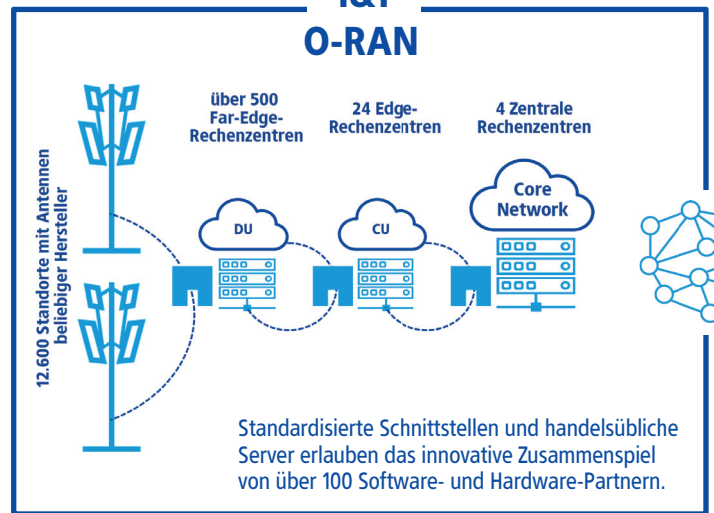 1&1
O-RAN
über 500
Far-Edge-
Rechenzentren
24 Edge-
Rechenzentren
4 Zentrale
Rechenzentren
12.600 Standorte mit Antennen
beliebiger Hersteller
DU
CU
Core
Network
Standardisierte Schnittstellen und handelsübliche
Server erlauben das innovative Zusammenspiel
von über 100 Software- und Hardware-Partnern.